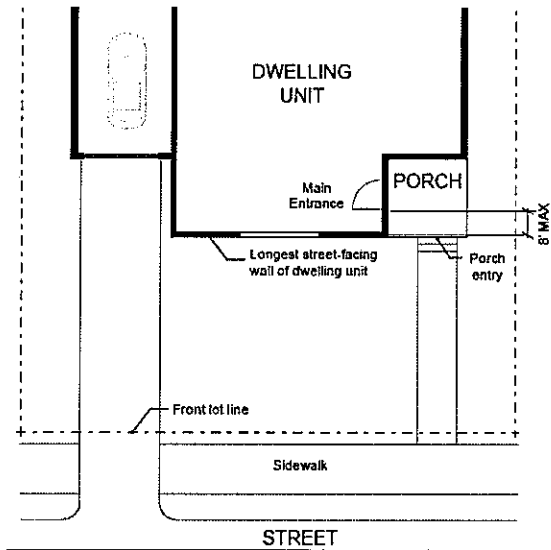 DWELLING
UNIT
PORCH
Main
Entrance
8' MAX
Longest street-facing
wall of dwelling unit
Porch
entry
Front lot line
Sidewalk
STREET